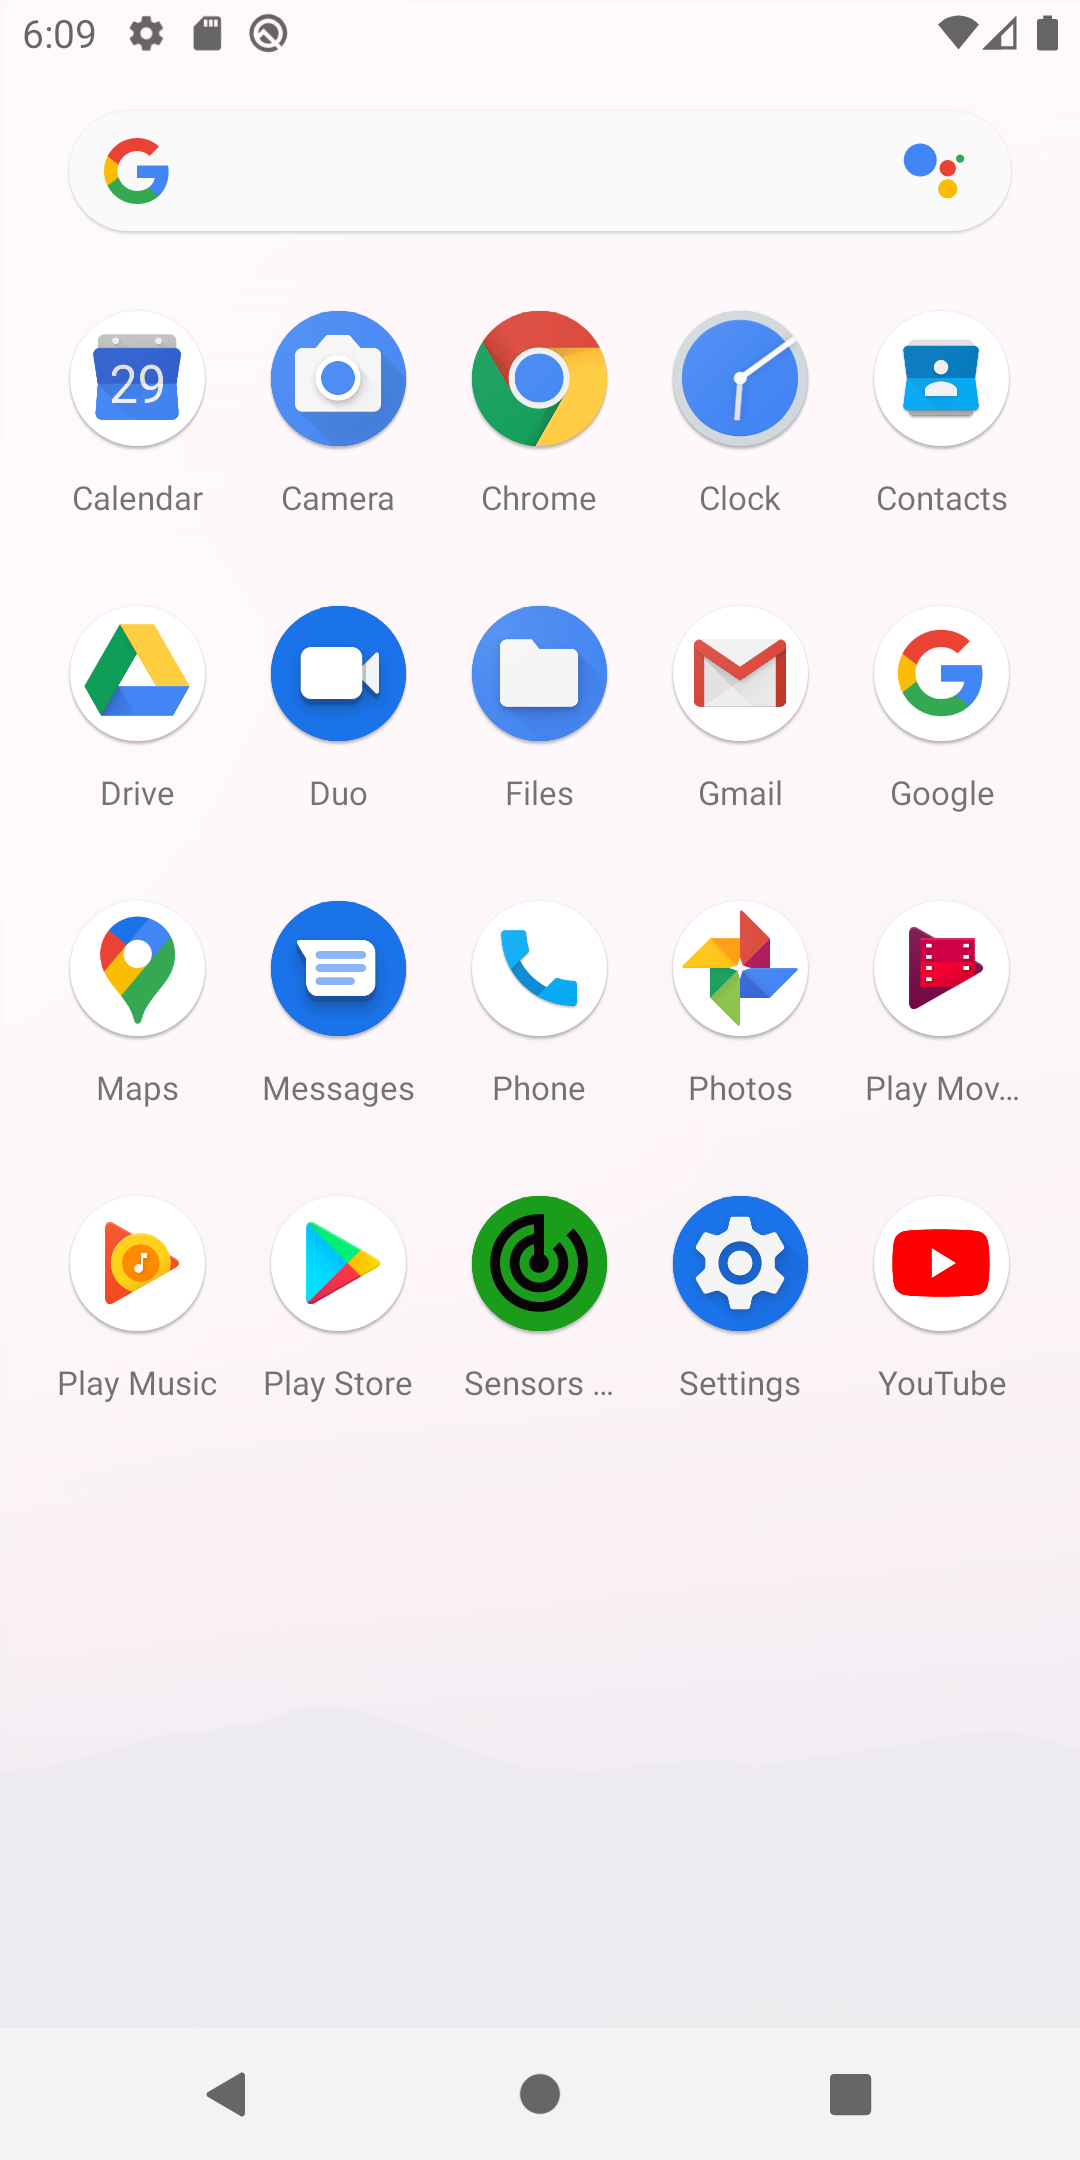 6:09
Calendar Camera Chrome Clock Contacts
29
Drive Duo Files Gmail Google
Maps Messages Phone Photos Play Mov...
Play Music Play Store Sensors ... Settings YouTube